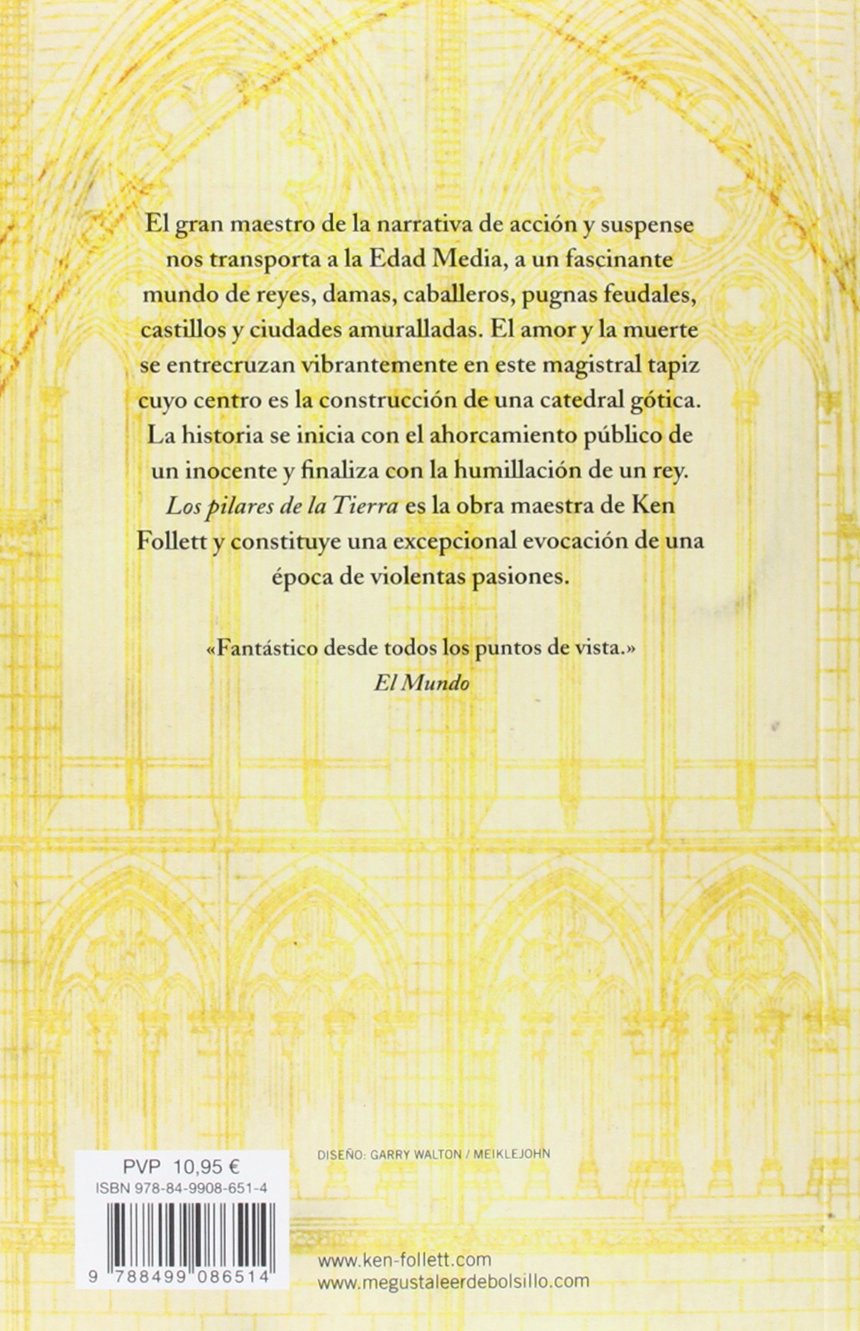 El gran maestro de la narrativa de acción y suspense
nos transporta a la Edad Media, a un fascinante
mundo de reyes, damas, caballeros, pugnas feudales,
castillos y ciudades amuralladas. El amor y la muerte
se entrecruzan vibrantemente en este magistral tapiz
cuyo centro es la construcción de una catedral gótica.
La historia se inicia con el ahorcamiento público de
un inocente y finaliza con la humillación de un rey.
Los pilares de la Tierra es la obra maestra de Ken
Follett y constituye una excepcional evocación de una
época de violentas pasiones.
«Fantástico desde todos los puntos de vista.»
El Mundo
DISEÑO: GARRY WALTON / MEIKLEJOHN
PVP 10,95 €
ISBN 978-84-9908-651-4
9 788499 086514
www.ken-follett.com
www.megustaleerdebolsillo.com